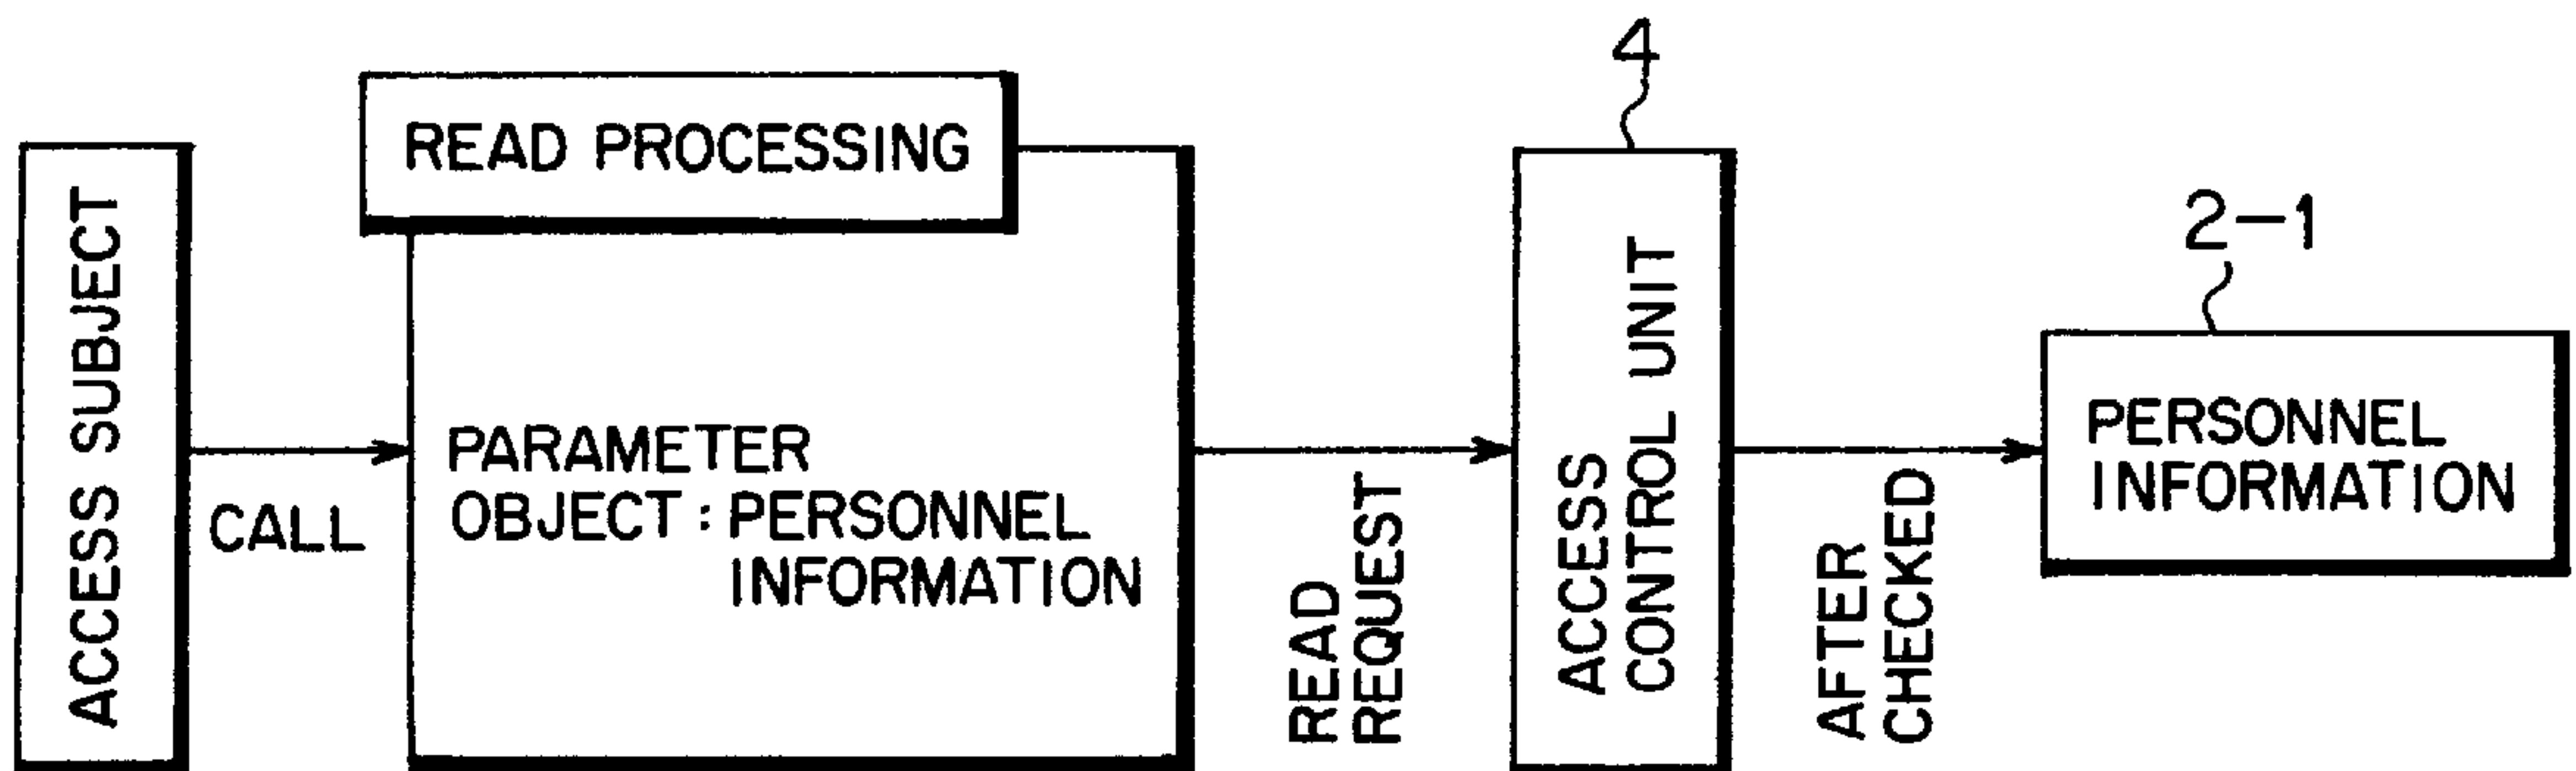 ACCESS SUBJECT
CALL
READ PROCESSING
PARAMETER
OBJECT : PERSONNEL
INFORMATION
READ
REQUEST
4
ACCESS
CONTROL UNIT
AFTER
CHECKED
2-1
PERSONNEL
INFORMATION